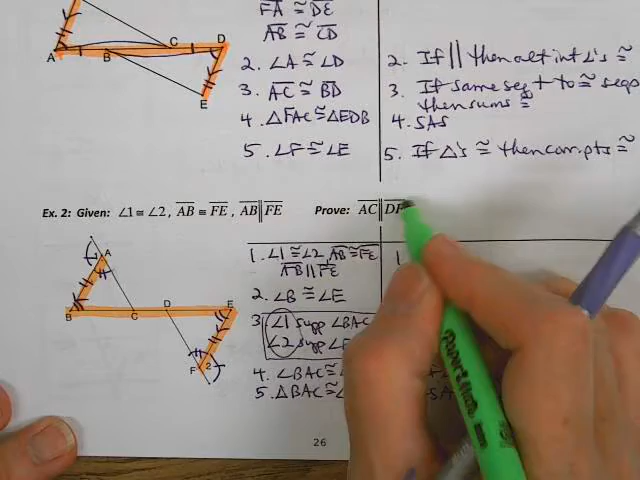 FA ≅ DE
AB ≅ CD
A B C D
E
2. ∠A ≅ ∠D
2. If || then alt int ∠'s ≅
3. AC ≅ BD
3. If same seg + to ≅ segs
then sums ≅
4. △FAC ≅ △EDB
4. SAS
5. ∠F ≅ ∠E
5. If △'s ≅ then corr. pts ≅
Ex. 2: Given: ∠1 ≅ ∠2, AB ≅ FE, AB || FE Prove: AC || DF
A
B C D E
F 2
1. ∠1 ≅ ∠2, AB ≅ FE
AB || FE
1
2. ∠B ≅ ∠E
3 ∠1 supp ∠BAC
∠2 supp ∠F
4. ∠BAC ≅
5. △BAC ≅
26